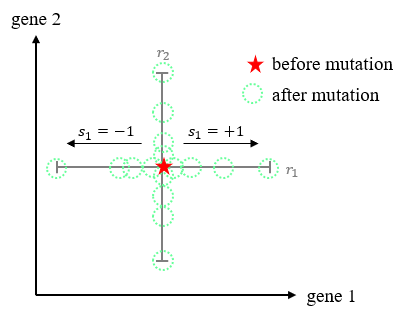 gene 2
r₂
before mutation
after mutation
s₁ = −1
s₁ = +1
r₁
gene 1